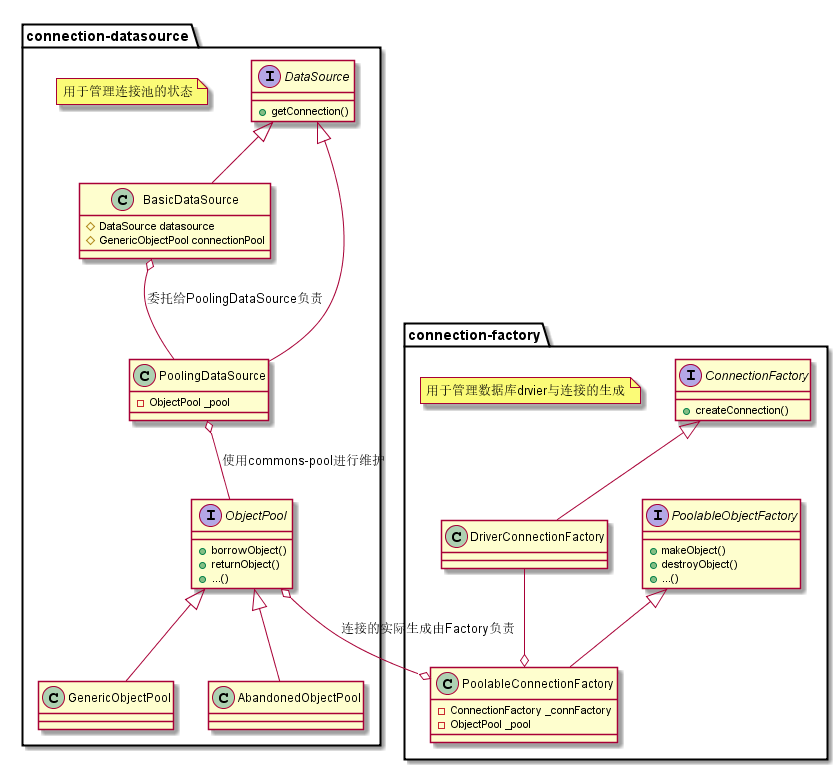 connection-datasource
用于管理连接池的状态
I DataSource
getConnection()
C BasicDataSource
DataSource datasource
GenericObjectPool connectionPool
委托给PoolingDataSource负责
C PoolingDataSource
ObjectPool _pool
使用commons-pool进行维护
I ObjectPool
borrowObject()
returnObject()
...()
C GenericObjectPool
C AbandonedObjectPool
连接的实际生成由Factory负责
connection-factory
用于管理数据库drvier与连接的生成
I ConnectionFactory
createConnection()
C DriverConnectionFactory
I PoolableObjectFactory
makeObject()
destroyObject()
...()
C PoolableConnectionFactory
ConnectionFactory _connFactory
ObjectPool _pool